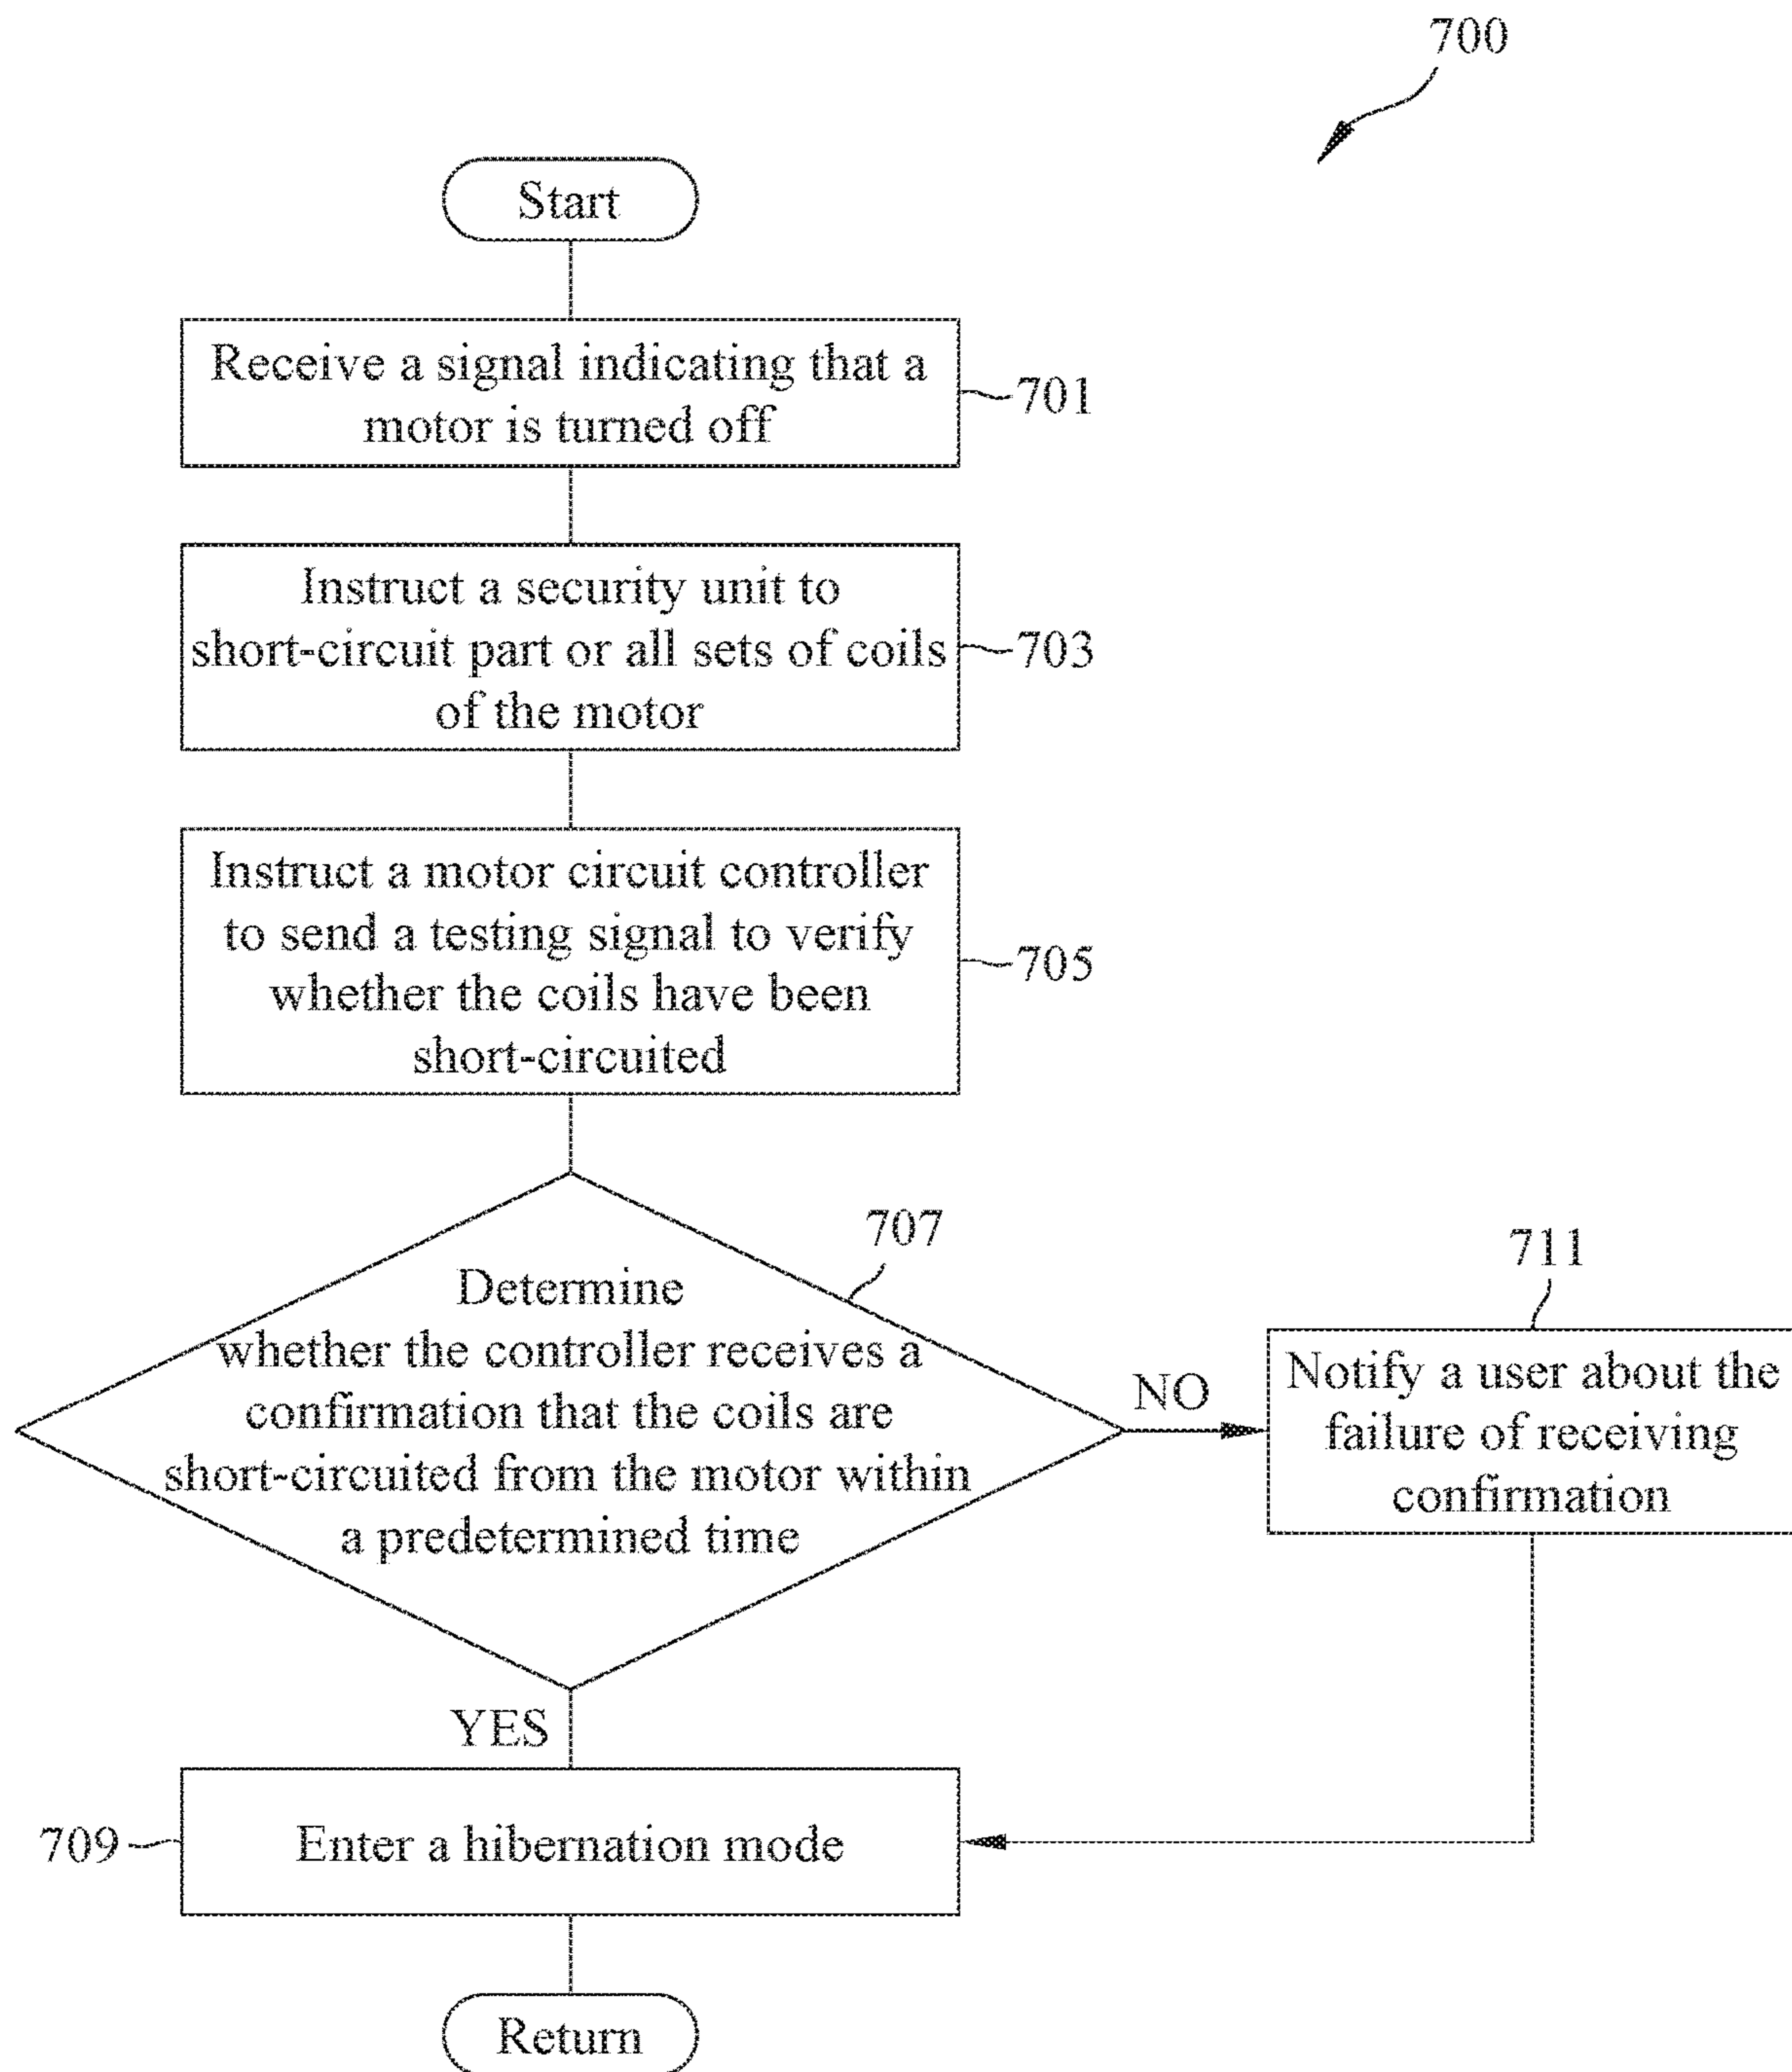 700
Start
Receive a signal indicating that a
motor is turned off
701
Instruct a security unit to
short-circuit part or all sets of coils
of the motor
703
Instruct a motor circuit controller
to send a testing signal to verify
whether the coils have been
short-circuited
705
707
Determine
whether the controller receives a
confirmation that the coils are
short-circuited from the motor within
a predetermined time
NO
711
Notify a user about the
failure of receiving
confirmation
YES
709
Enter a hibernation mode
Return